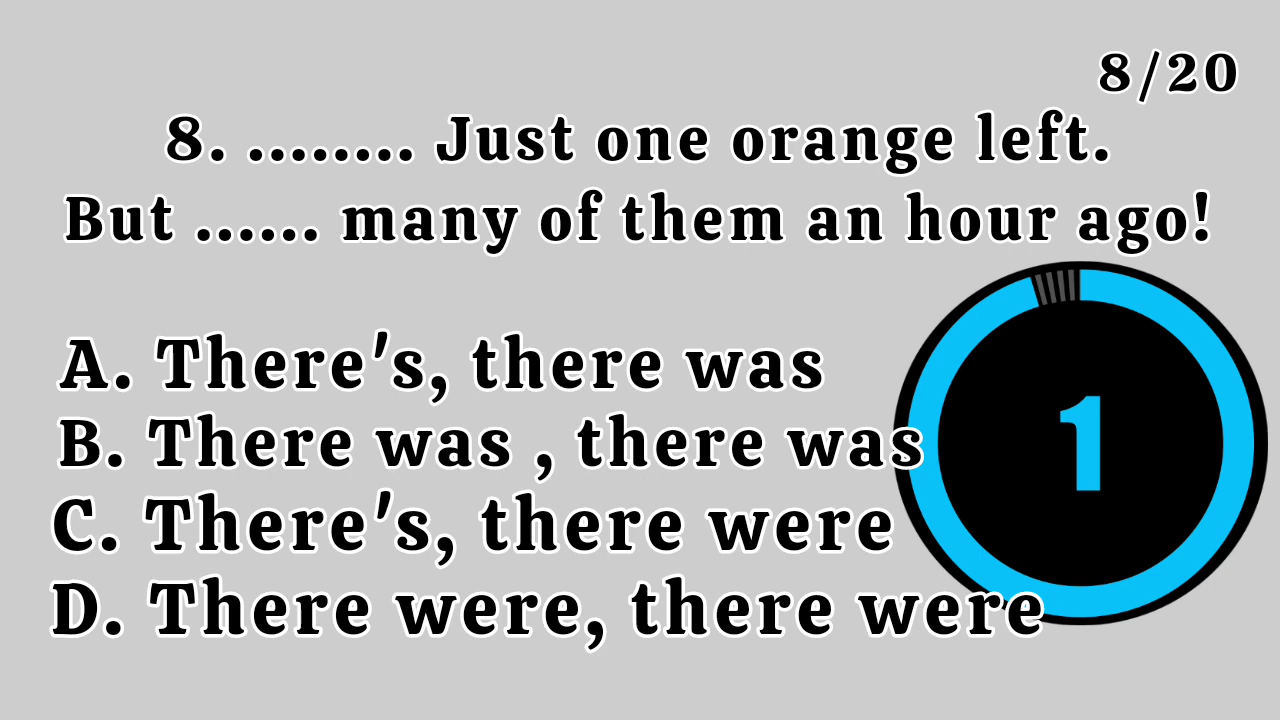 8/20
8. ........ Just one orange left.
But ...... many of them an hour ago!
A. There's, there was
B. There was , there was
C. There's, there were
D. There were, there were
1